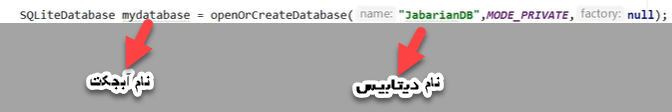 SQLiteDatabase mydatabase = openOrCreateDatabase( name: "JabarianDB",MODE_PRIVATE, factory: null);
نام آبجکت
نام دیتابیس